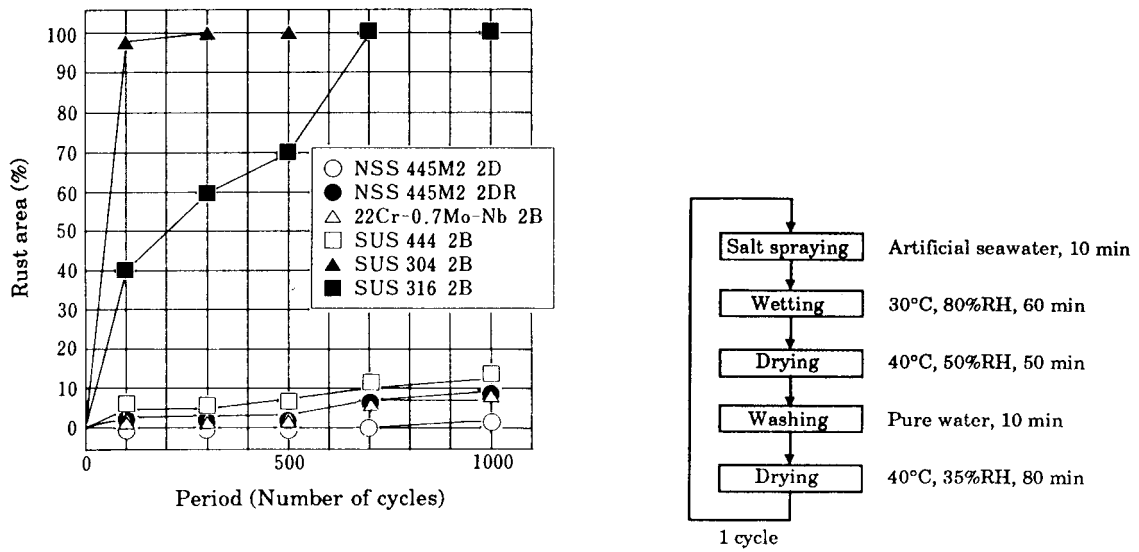 100
90
80
70
60
50
40
30
20
10
0
Rust area (%)
0
500
1000
Period (Number of cycles)
NSS 445M2 2D
NSS 445M2 2DR
22Cr-0.7Mo-Nb 2B
SUS 444 2B
SUS 304 2B
SUS 316 2B
Salt spraying Artificial seawater, 10 min
Wetting 30°C, 80%RH, 60 min
Drying 40°C, 50%RH, 50 min
Washing Pure water, 10 min
Drying 40°C, 35%RH, 80 min
1 cycle